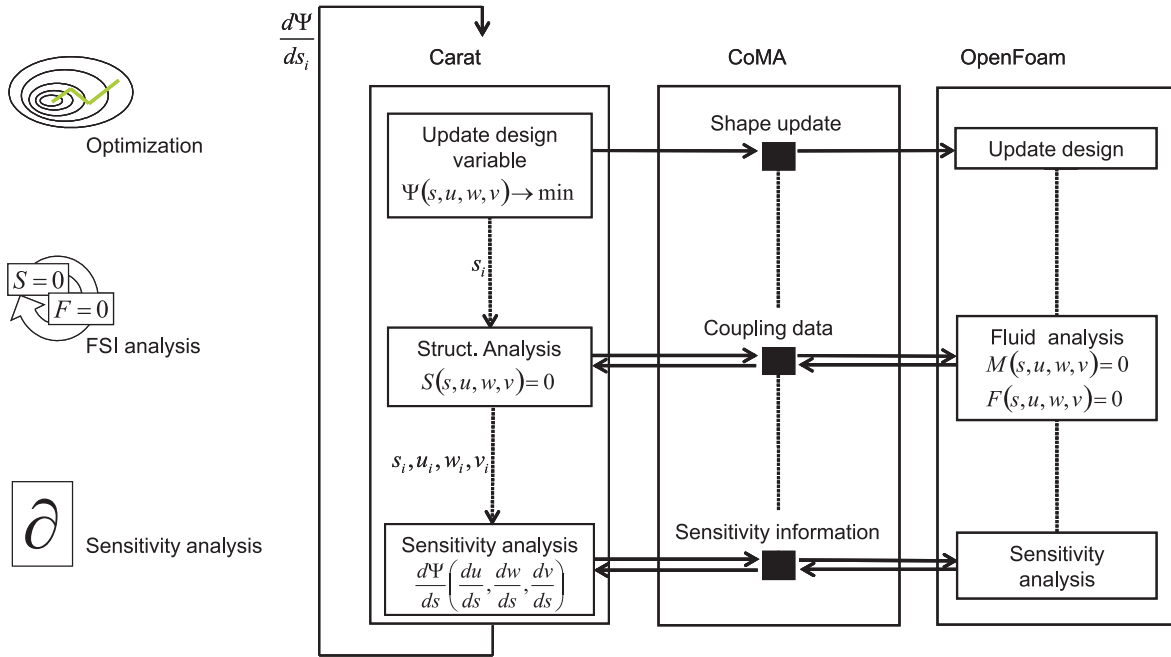 dΨ
ds_i
Carat
CoMA
OpenFoam
Optimization
Update design
variable
Ψ(s,u,w,v)→min
Shape update
Update design
s_i
S = 0
F = 0
FSI analysis
Struct. Analysis
S(s,u,w,v)=0
Coupling data
Fluid analysis
M(s,u,w,v)=0
F(s,u,w,v)=0
s_i,u_i,w_i,v_i
∂
Sensitivity analysis
Sensitivity analysis
dΨ/ds(du/ds, dw/ds, dv/ds)
Sensitivity information
Sensitivity
analysis